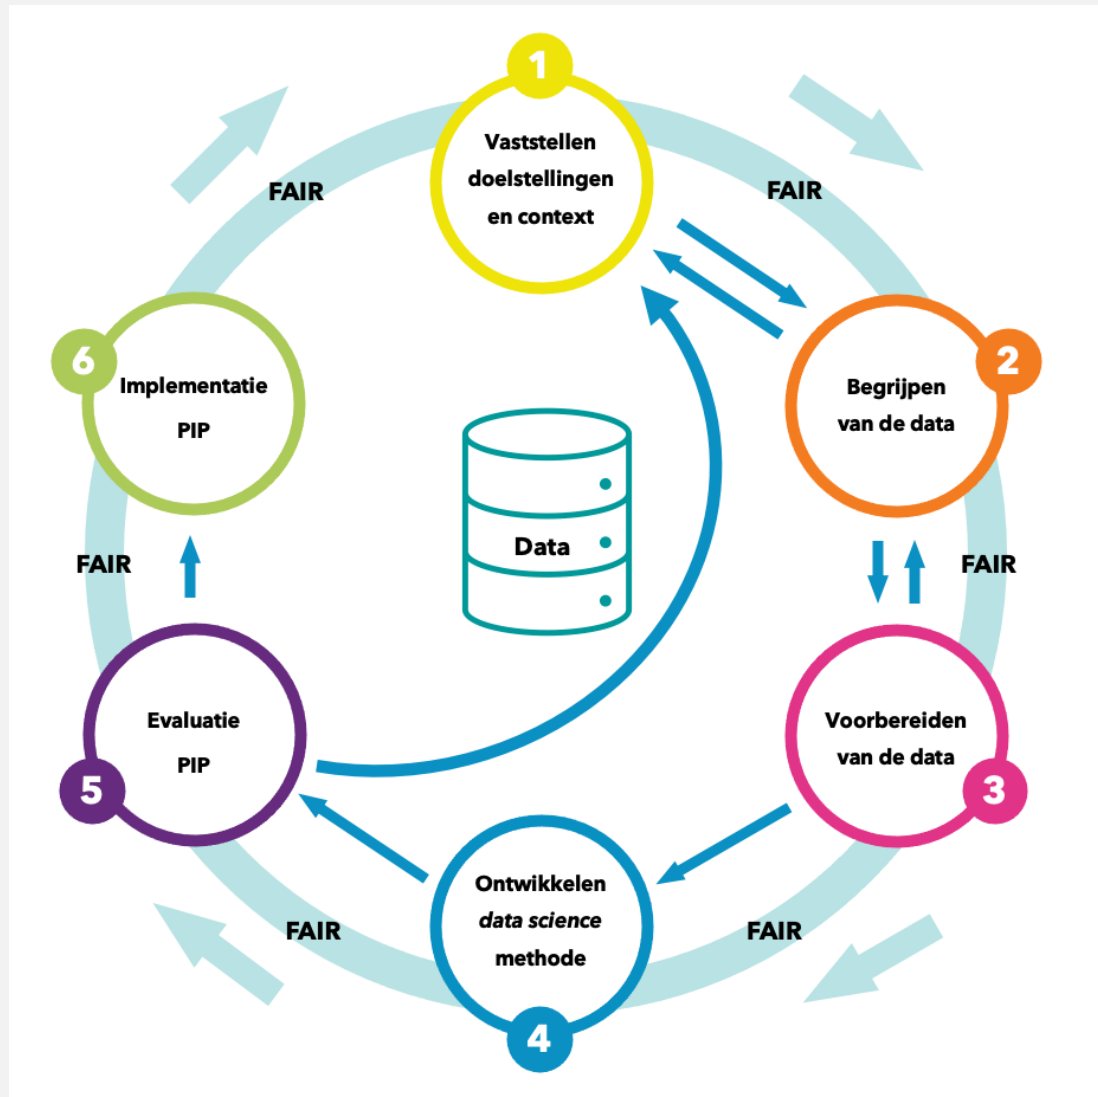 1
Vaststellen
doelstellingen
en context
FAIR
FAIR
2
Begrijpen
van de data
6
Implementatie
PIP
Data
FAIR
FAIR
3
Voorbereiden
van de data
5
Evaluatie
PIP
4
Ontwikkelen
data science
methode
FAIR
FAIR